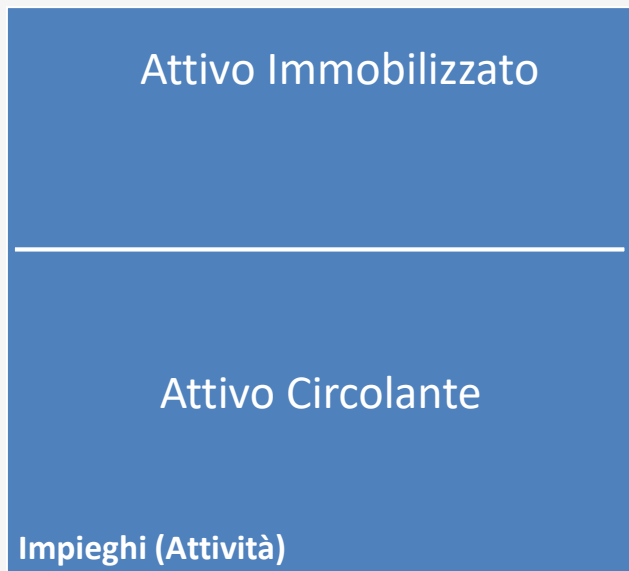 Attivo Immobilizzato
Attivo Circolante
Impieghi (Attività)